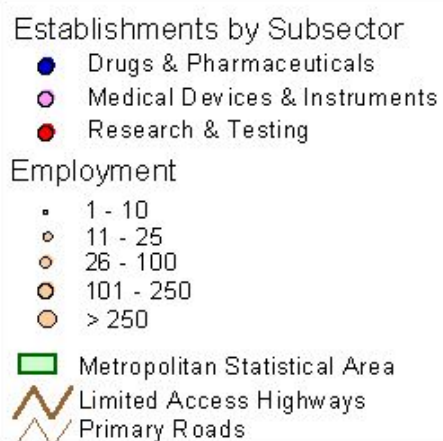 Establishments by Subsector
Drugs & Pharmaceuticals
Medical Devices & Instruments
Research & Testing
Employment
1 - 10
11 - 25
26 - 100
101 - 250
> 250
Metropolitan Statistical Area
Limited Access Highways
Primary Roads